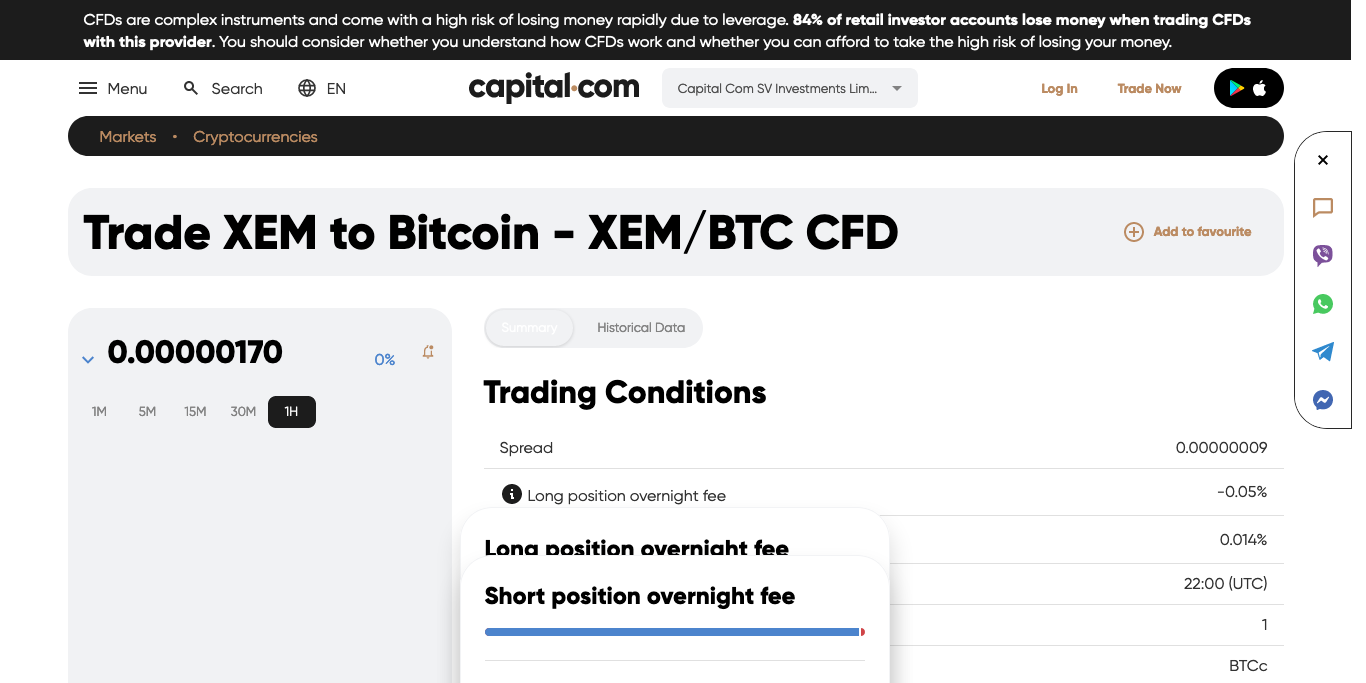 CFDs are complex instruments and come with a high risk of losing money rapidly due to leverage. 84% of retail investor accounts lose money when trading CFDs
with this provider. You should consider whether you understand how CFDs work and whether you can afford to take the high risk of losing your money.
Menu
Search
EN
capital.com
Capital Com SV Investments Lim...
Log In
Trade Now
Markets • Cryptocurrencies
Trade XEM to Bitcoin - XEM/BTC CFD
Add to favourite
0.00000170
0%
1M 5M 15M 30M 1H
Summary
Historical Data
Trading Conditions
Spread 0.00000009
Long position overnight fee -0.05%
0.014%
22:00 (UTC)
1
BTCc
Long position overnight fee
Short position overnight fee